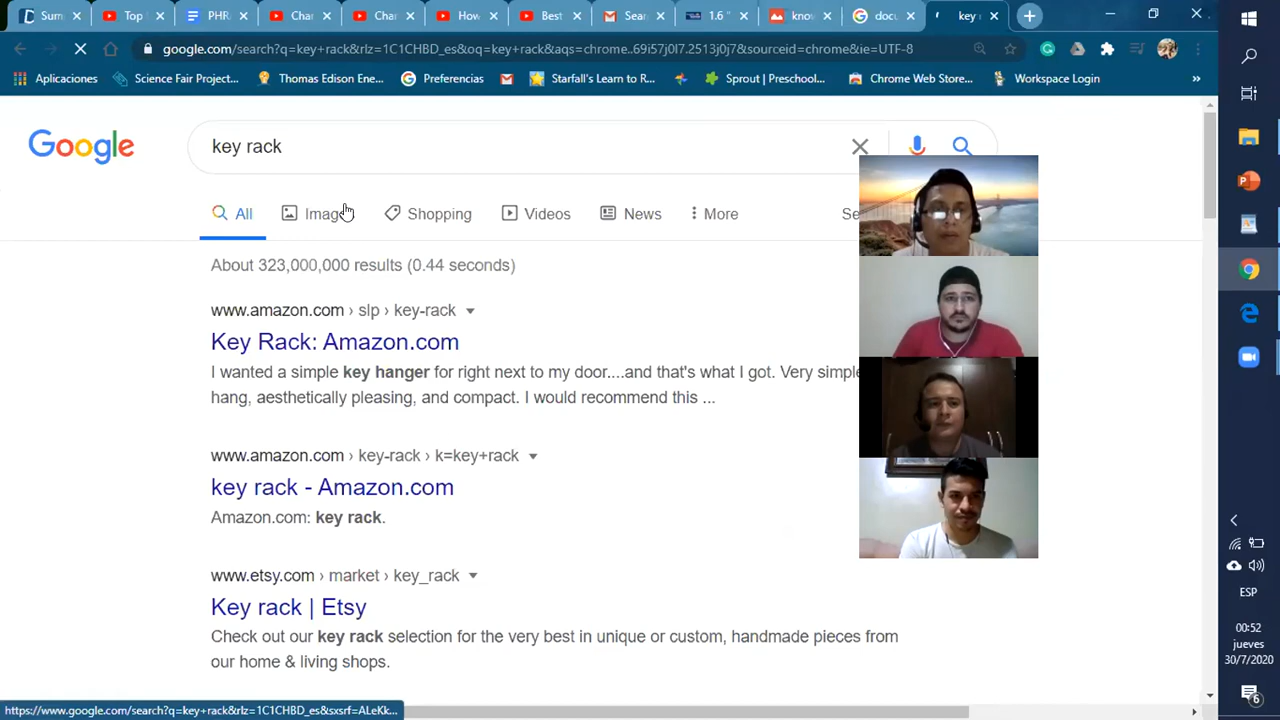 Sum
Top
PHR
Cha
Cha
How
Best
Sear
1.6 "
know
docu
key
google.com/search?q=key+rack&rlz=1C1CHBD_es&oq=key+rack&aqs=chrome..69i57j0l7.2513j0j7&sourceid=chrome&ie=UTF-8
Aplicaciones
Science Fair Project...
Thomas Edison Ene...
Preferencias
Starfall's Learn to R...
Sprout | Preschool...
Chrome Web Store...
Workspace Login
»
Google
key rack
All
Imag
Shopping
Videos
News
More
Se
About 323,000,000 results (0.44 seconds)
www.amazon.com › slp › key-rack
Key Rack: Amazon.com
I wanted a simple key hanger for right next to my door....and that's what I got. Very simple
hang, aesthetically pleasing, and compact. I would recommend this ...
www.amazon.com › key-rack › k=key+rack
key rack - Amazon.com
Amazon.com: key rack.
www.etsy.com › market › key_rack
Key rack | Etsy
Check out our key rack selection for the very best in unique or custom, handmade pieces from
our home & living shops.
https://www.google.com/search?q=key+rack&rlz=1C1CHBD_es&sxsrf=ALeKk...
ESP
00:52
jueves
30/7/2020
6